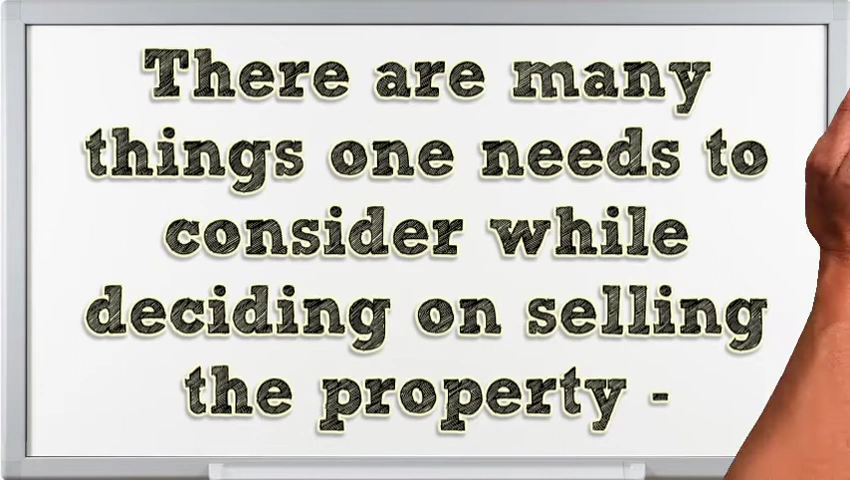 There are many
things one needs to
consider while
deciding on selling
the property -